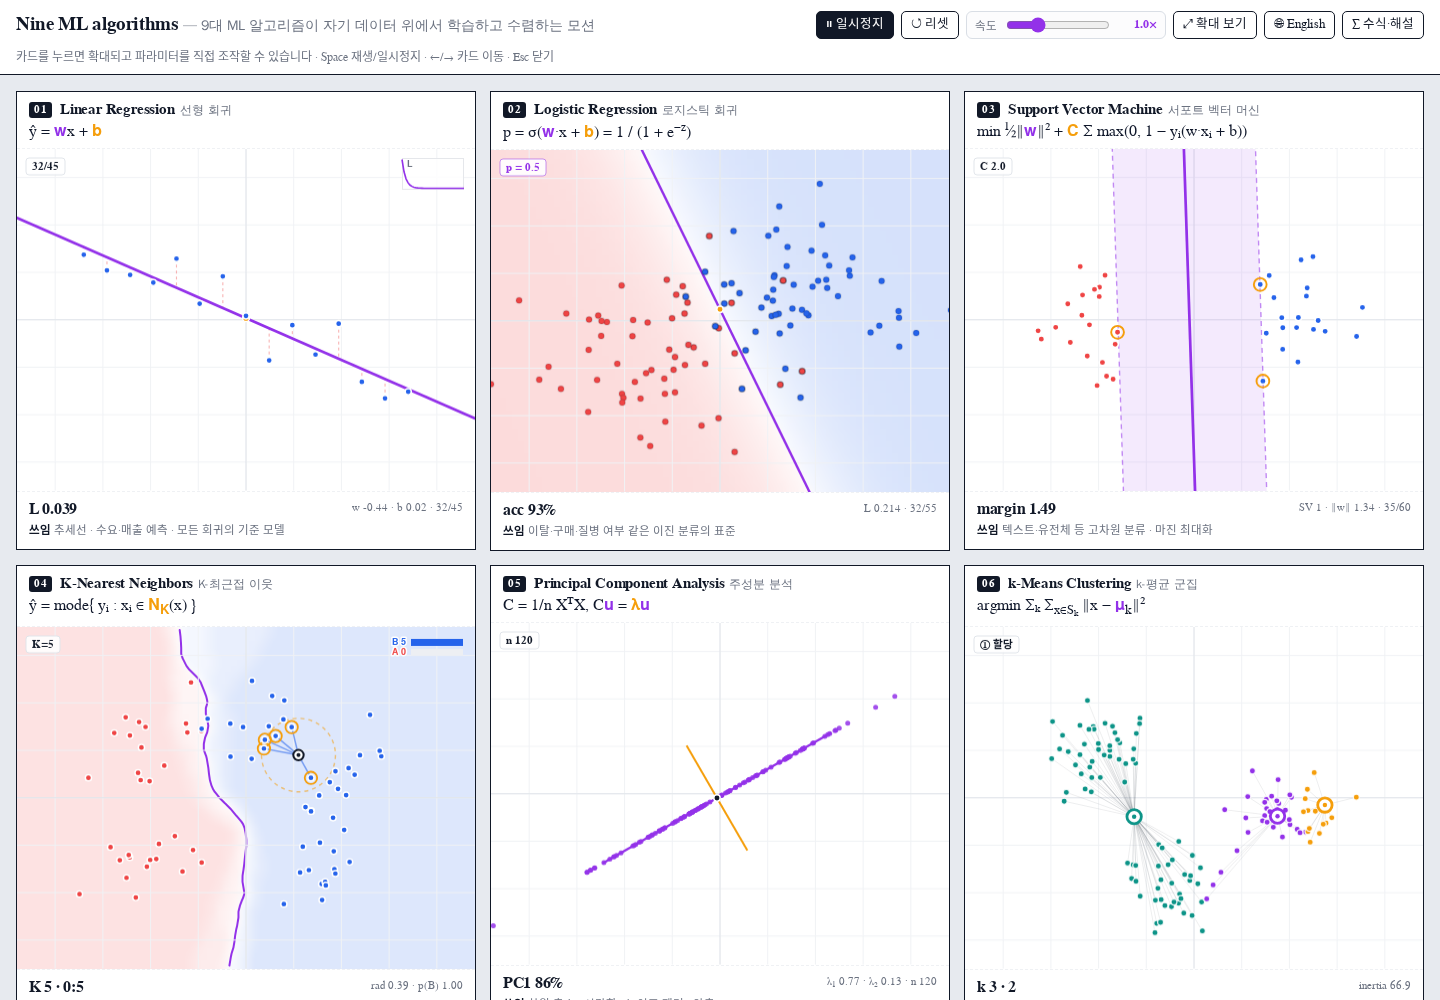 Nine ML algorithms — 9대 ML 알고리즘이 자기 데이터 위에서 학습하고 수렴하는 모션
⏸ 일시정지 ↻ 리셋 속도 1.0× ⤢ 확대 보기 🌐 English ∑ 수식·해설
카드를 누르면 확대되고 파라미터를 직접 조작할 수 있습니다 · Space 재생/일시정지 · ←/→ 카드 이동 · Esc 닫기
01 Linear Regression 선형 회귀
ŷ = wx + b
32/45
L
L 0.039
w -0.44 · b 0.02 · 32/45
쓰임 추세선 · 수요·매출 예측 · 모든 회귀의 기준 모델
02 Logistic Regression 로지스틱 회귀
p = σ(w·x + b) = 1 / (1 + e⁻ᶻ)
p = 0.5
acc 93%
L 0.214 · 32/55
쓰임 이탈·구매·질병 여부 같은 이진 분류의 표준
03 Support Vector Machine 서포트 벡터 머신
min ½‖w‖² + C Σ max(0, 1 − yᵢ(w·xᵢ + b))
C 2.0
margin 1.49
SV 1 · ‖w‖ 1.34 · 35/60
쓰임 텍스트·유전체 등 고차원 분류 · 마진 최대화
04 K-Nearest Neighbors K-최근접 이웃
ŷ = mode{ yᵢ : xᵢ ∈ N_K(x) }
K=5
B 5
A 0
K 5 · 0:5
rad 0.39 · p(B) 1.00
05 Principal Component Analysis 주성분 분석
C = 1/n XᵀX, Cu = λu
n 120
PC1 86%
λ₁ 0.77 · λ₂ 0.13 · n 120
06 k-Means Clustering k-평균 군집
argmin Σₖ Σ_{x∈Sₖ} ‖x − μₖ‖²
① 할당
k 3 · 2
inertia 66.9